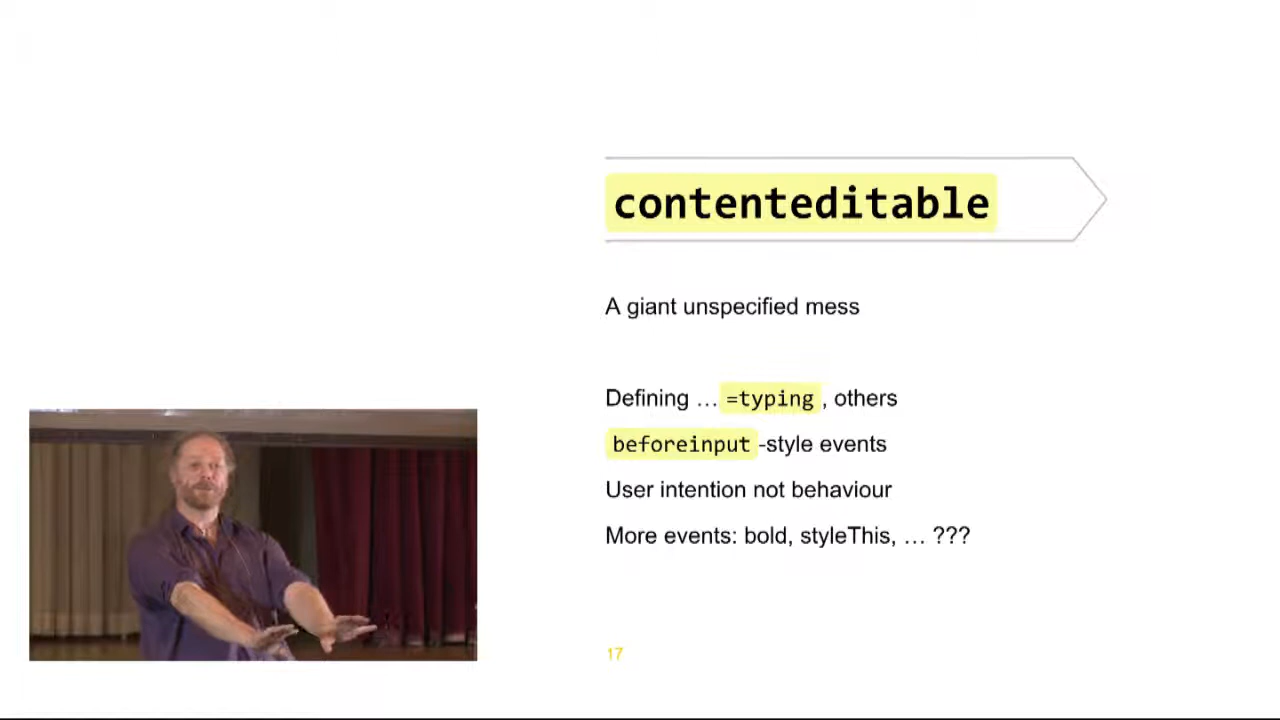 contenteditable
A giant unspecified mess
Defining … =typing , others
beforeinput -style events
User intention not behaviour
More events: bold, styleThis, … ???
17